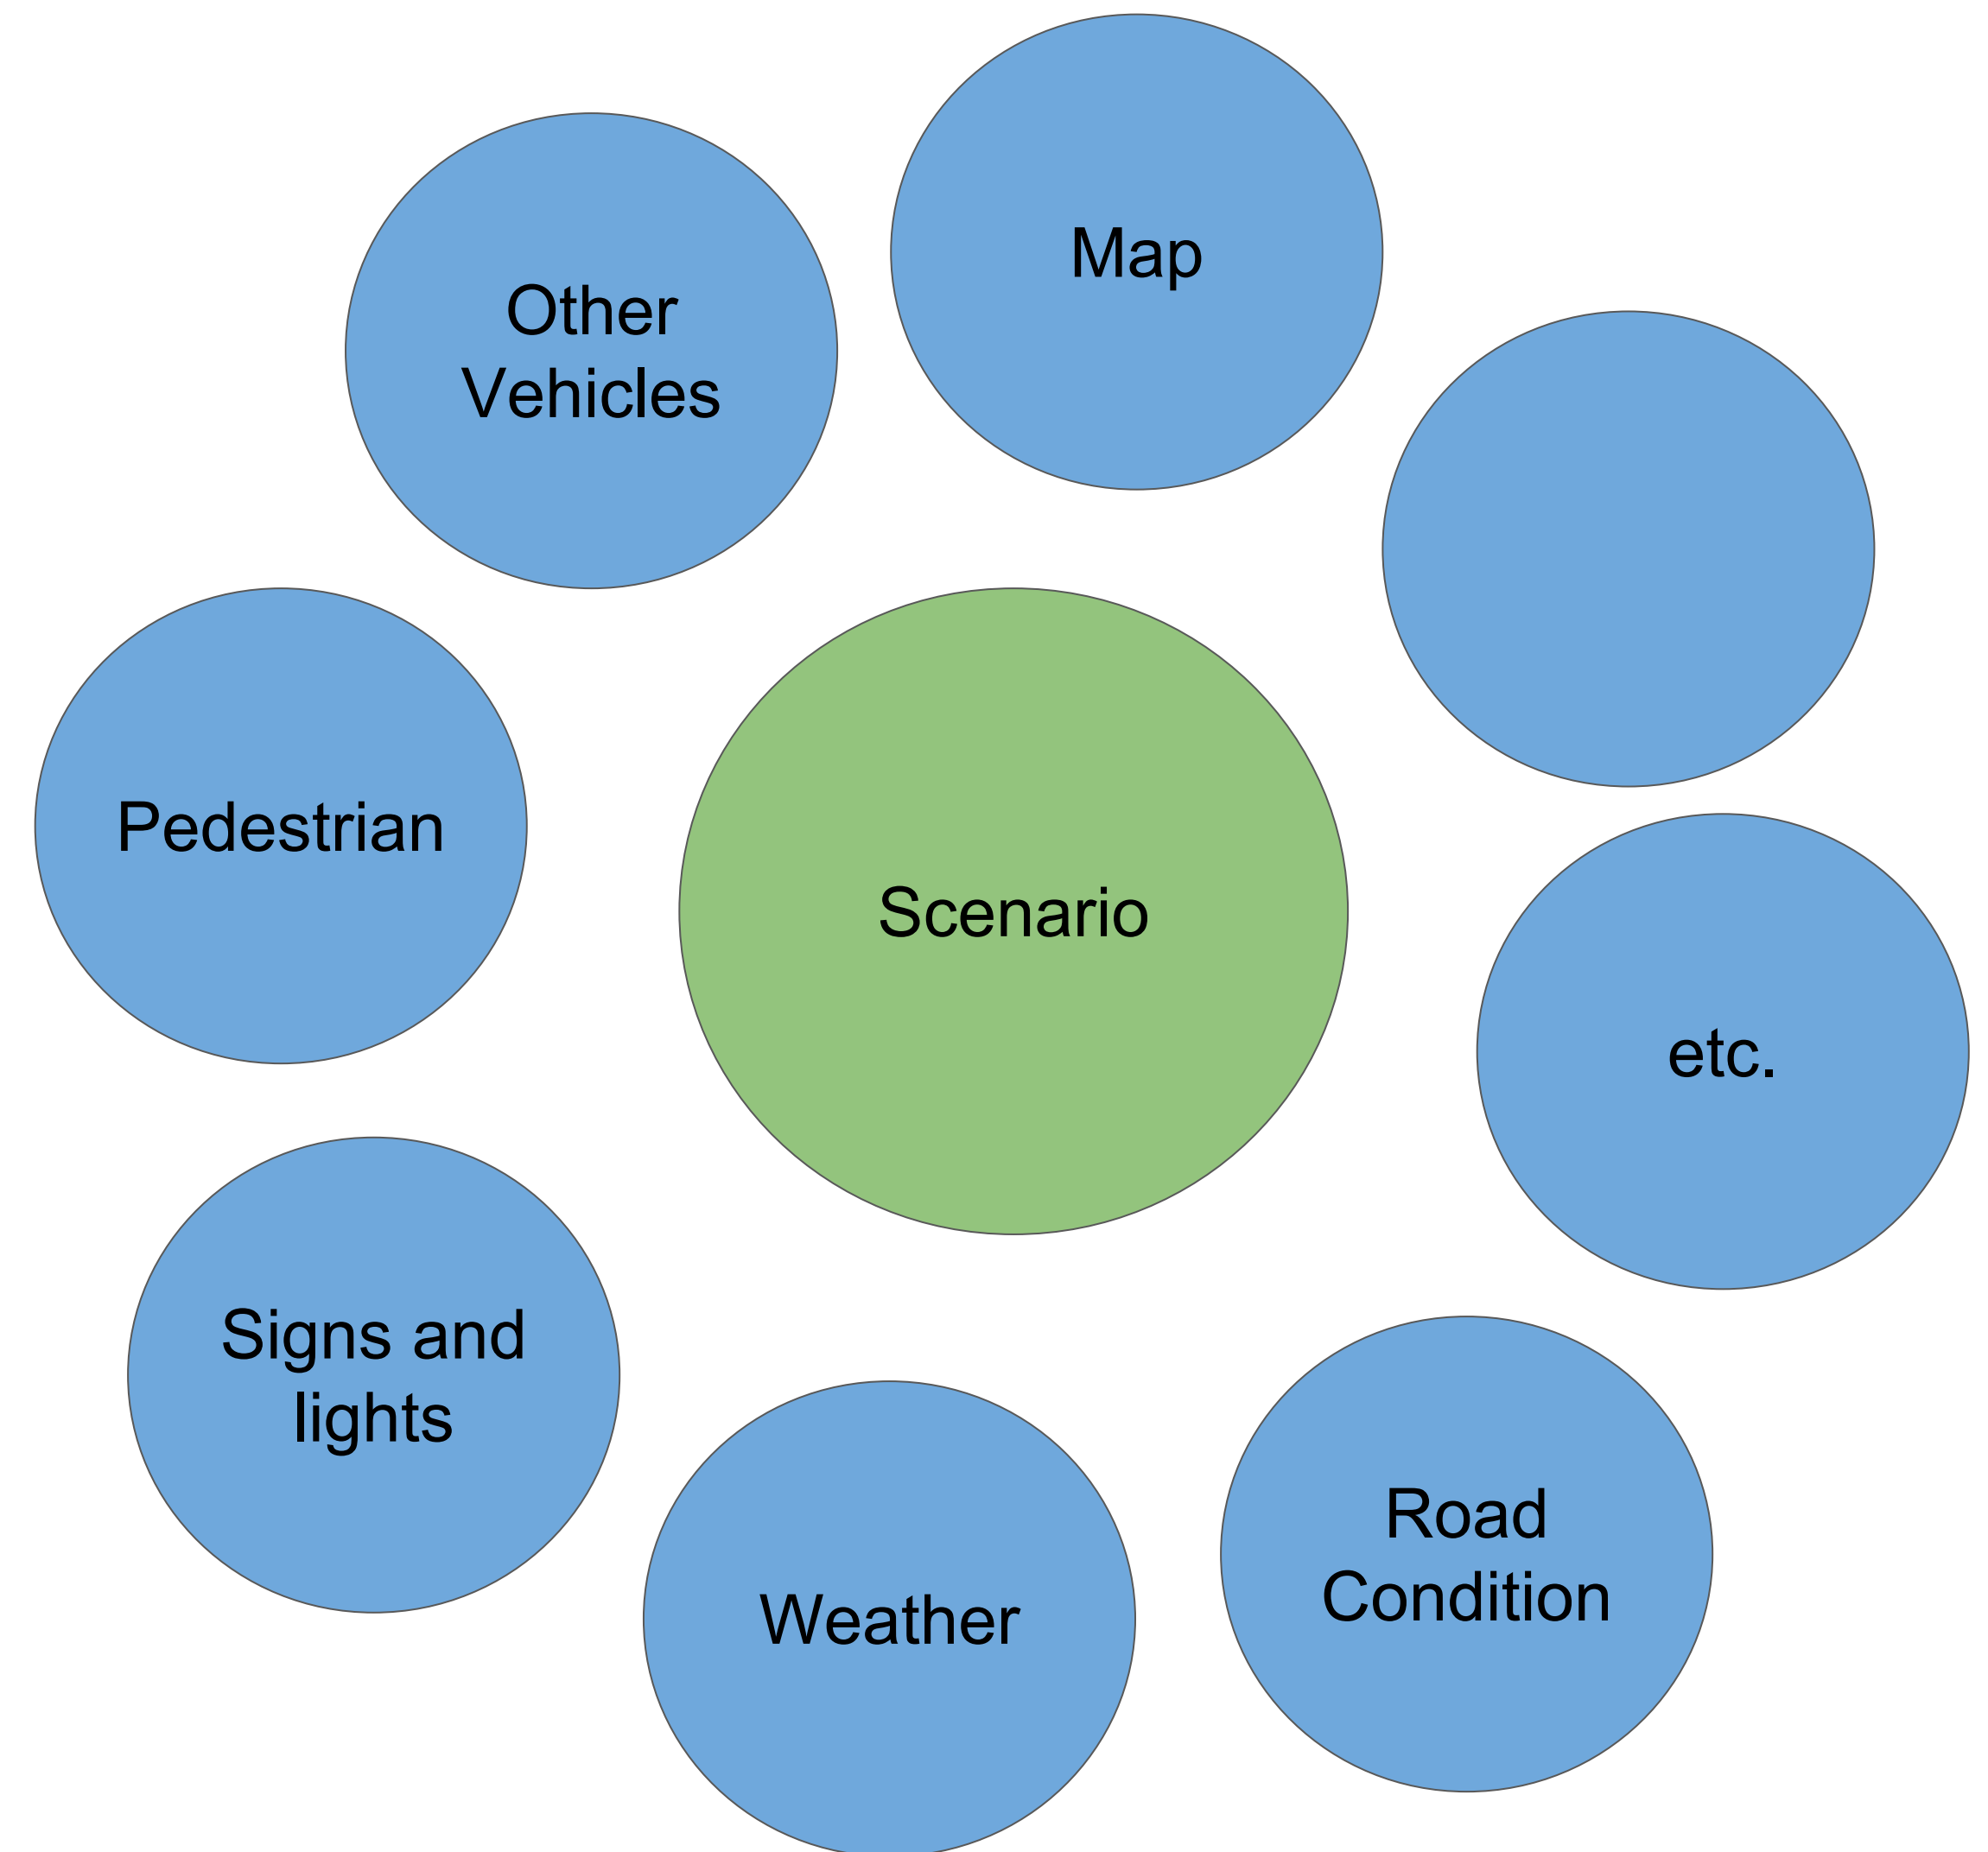 Map
Other
Vehicles
Pedestrian
Scenario
etc.
Signs and
lights
Road
Condition
Weather